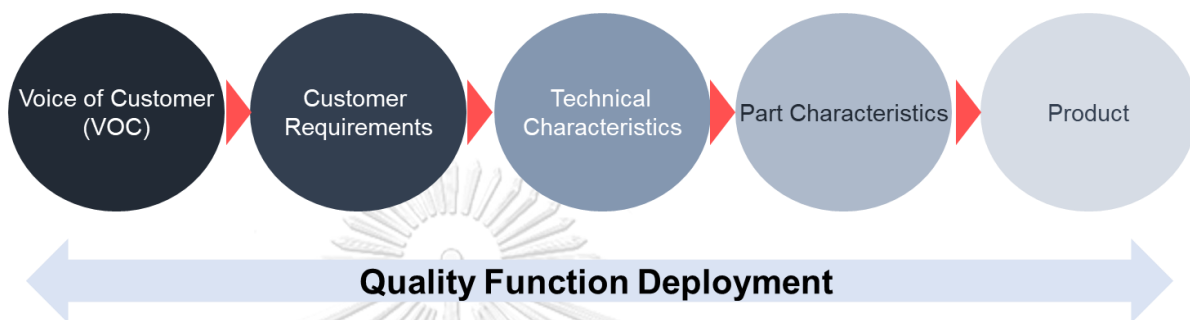 Voice of Customer
(VOC)
Customer
Requirements
Technical
Characteristics
Part Characteristics
Product
Quality Function Deployment